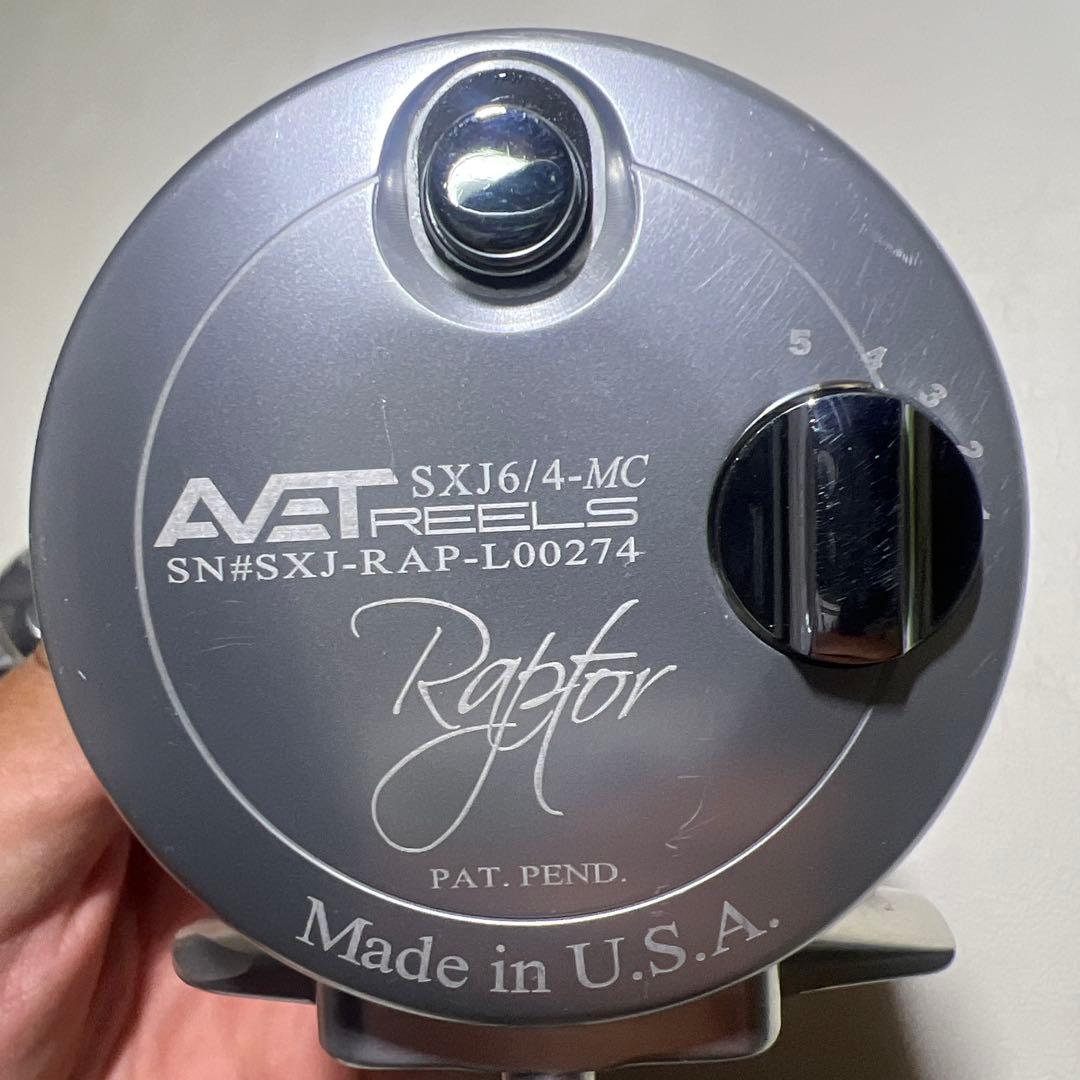 5
4
3
2
SXJ6/4-MC
AVET REELS
SN#SXJ-RAP-L00274
Raptor
PAT. PEND.
Made in U.S.A.